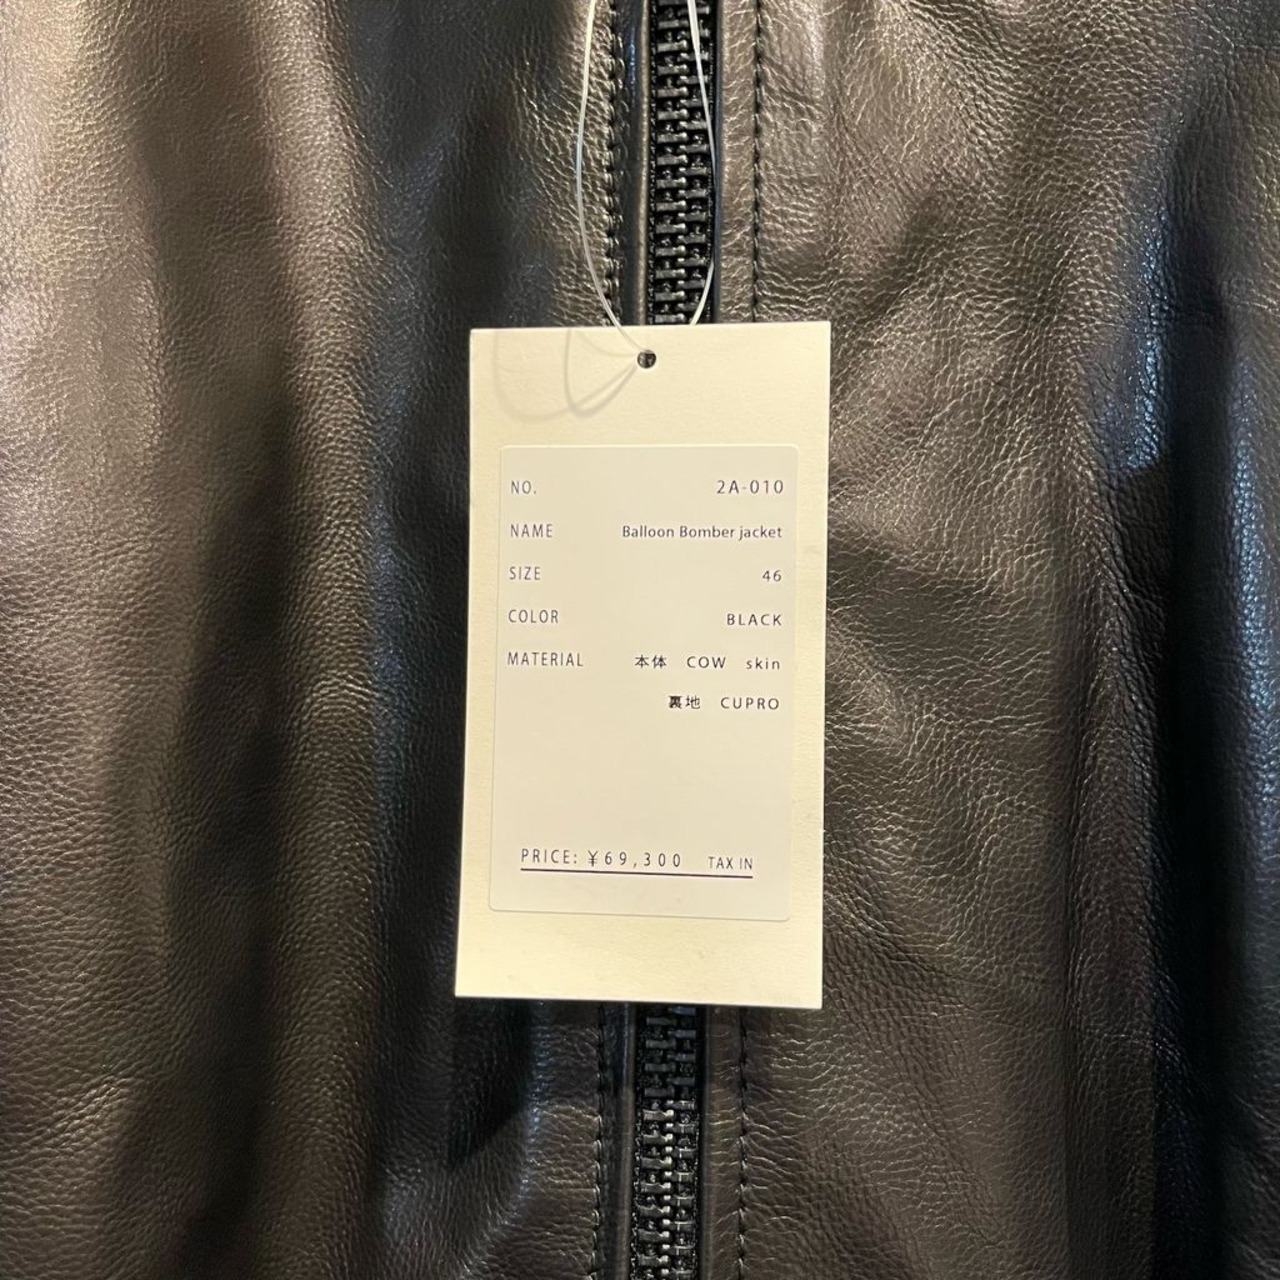 NO. 2A-010
NAME Balloon Bomber jacket
SIZE 46
COLOR BLACK
MATERIAL 本体 COW skin
裏地 CUPRO
PRICE: ¥69,300 TAX IN